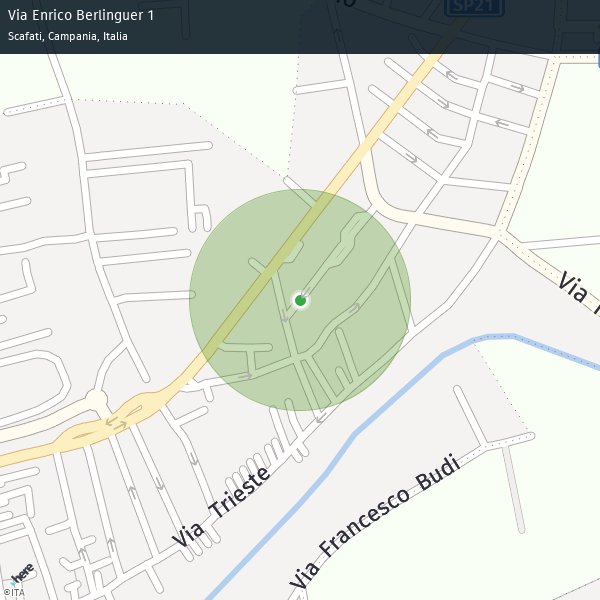 Via Enrico Berlinguer 1
Scafati, Campania, Italia
SP21
Via Trieste
Via Francesco Budi
Via
here
©ITA